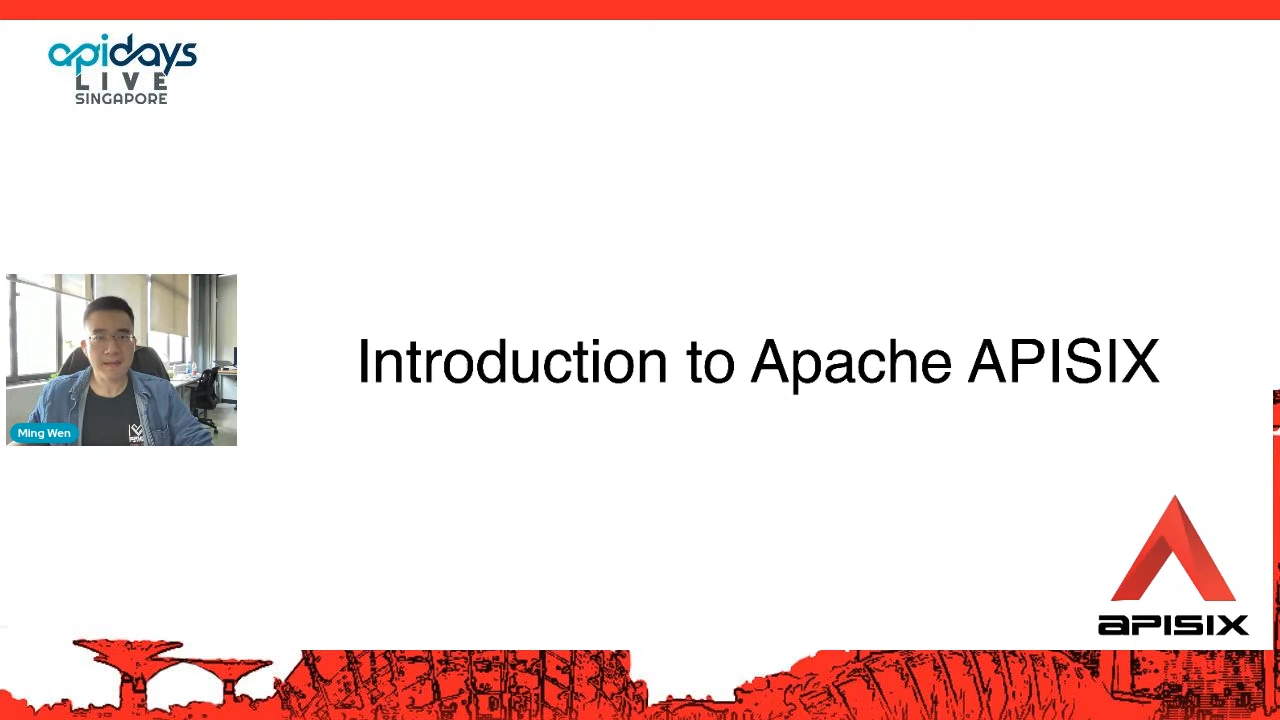 apidays
LIVE
SINGAPORE
Introduction to Apache APISIX
Ming Wen
APISIX